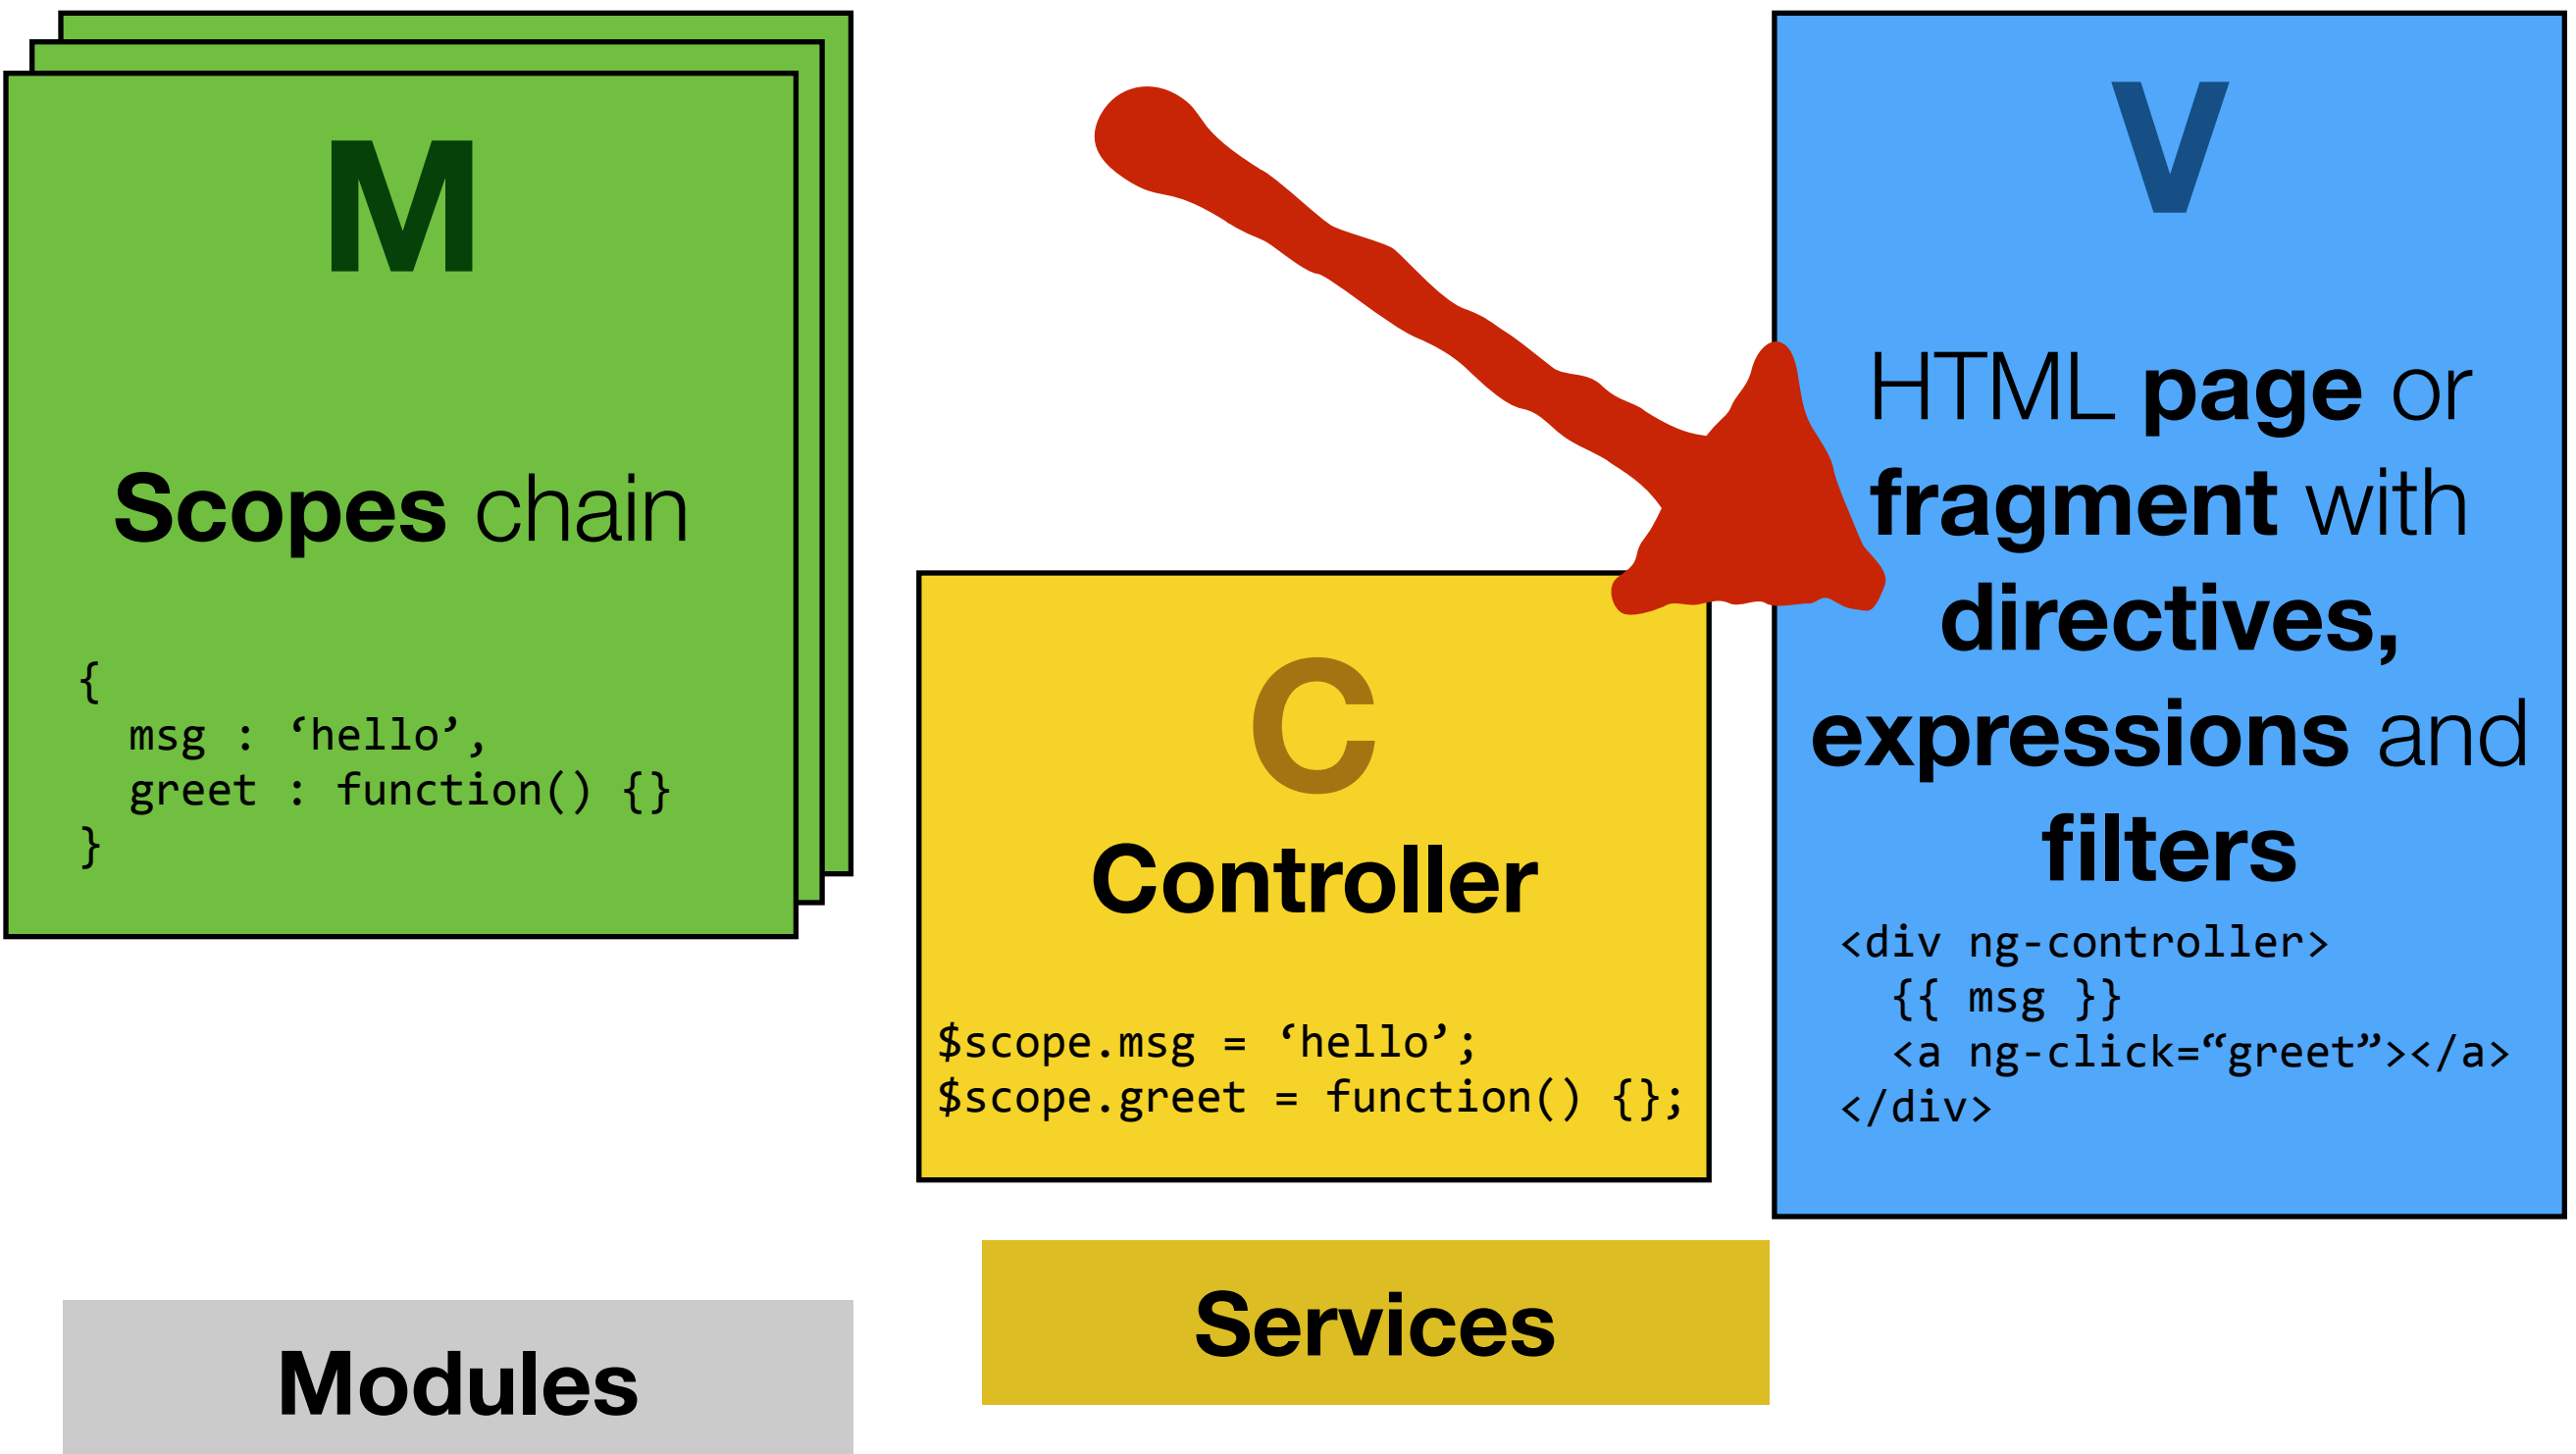 M
Scopes chain
{
msg : ‘hello’,
greet : function() {}
}
C
Controller
$scope.msg = ‘hello’;
$scope.greet = function() {};
V
HTML page or
fragment with
directives,
expressions and
filters
<div ng-controller>
{{ msg }}
<a ng-click=“greet”></a>
</div>
Services
Modules